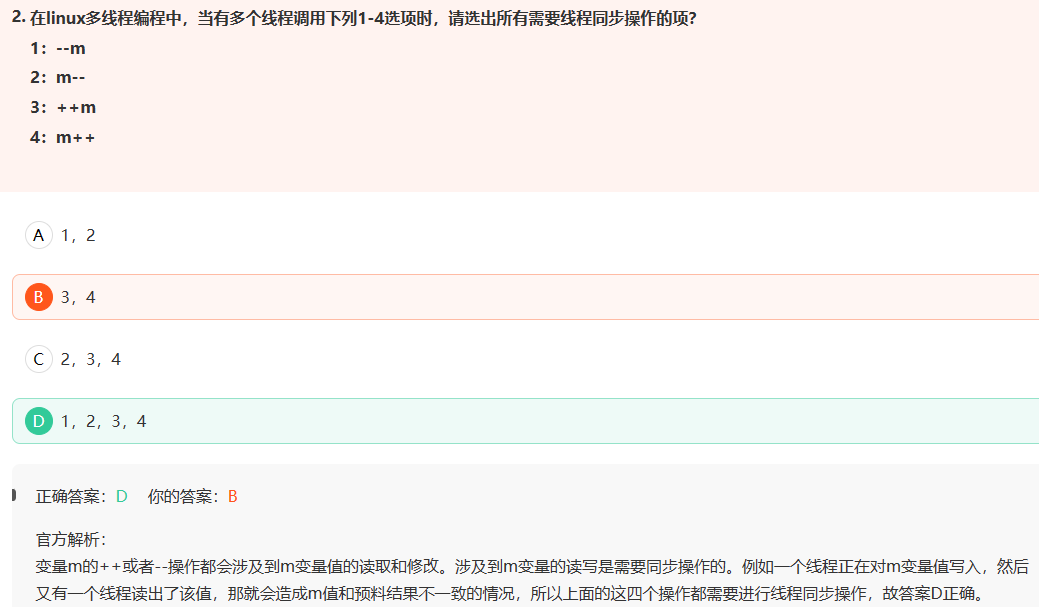 2. 在linux多线程编程中，当有多个线程调用下列1-4选项时，请选出所有需要线程同步操作的项?
1：--m
2：m--
3：++m
4：m++
A 1，2
B 3，4
C 2，3，4
D 1，2，3，4
正确答案：D 你的答案：B
官方解析：
变量m的++或者--操作都会涉及到m变量值的读取和修改。涉及到m变量的读写是需要同步操作的。例如一个线程正在对m变量值写入，然后
又有一个线程读出了该值，那就会造成m值和预料结果不一致的情况，所以上面的这四个操作都需要进行线程同步操作，故答案D正确。